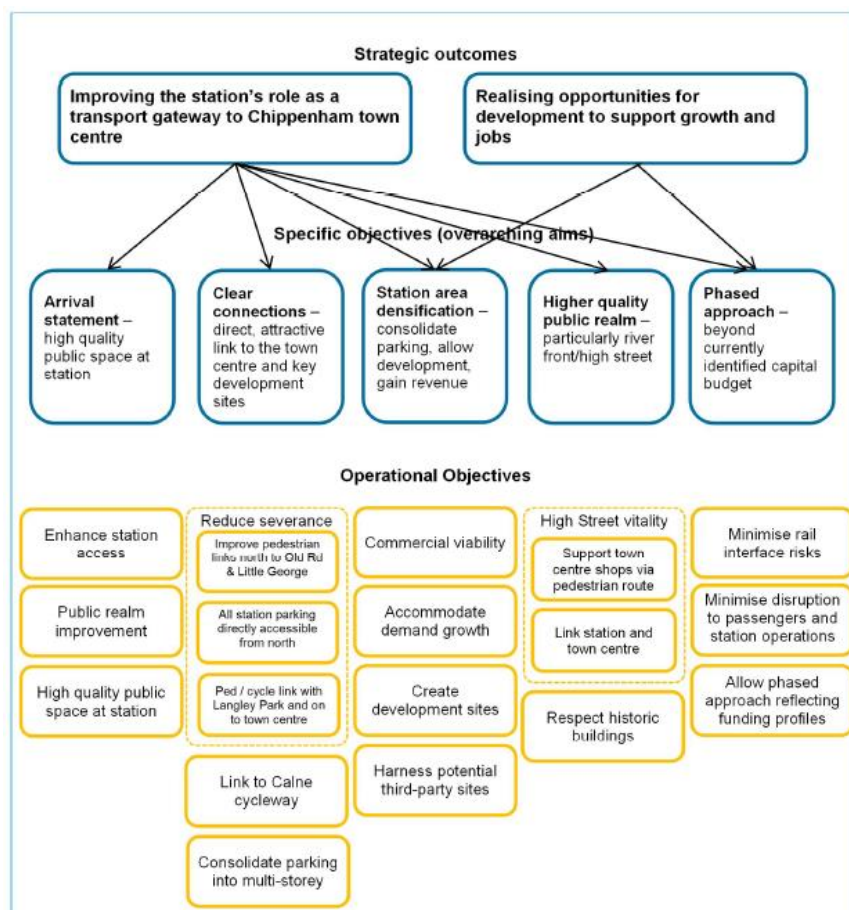 Strategic outcomes
Improving the station's role as a
transport gateway to Chippenham town
centre
Realising opportunities for
development to support growth and
jobs
Specific objectives (overarching aims)
Arrival
statement –
high quality
public space at
station
Clear
connections –
direct, attractive
link to the town
centre and key
development
sites
Station area
densification –
consolidate
parking, allow
development,
gain revenue
Higher quality
public realm –
particularly river
front/high street
Phased
approach –
beyond
currently
identified capital
budget
Operational Objectives
Enhance station
access
Public realm
improvement
High quality public
space at station
Reduce severance
Improve pedestrian
links north to Old Rd
& Little George
All station parking
directly accessible
from north
Ped / cycle link with
Langley Park and on
to town centre
Link to Calne
cycleway
Consolidate parking
into multi-storey
Commercial viability
Accommodate
demand growth
Create
development sites
Harness potential
third-party sites
High Street vitality
Support town
centre shops via
pedestrian route
Link station and
town centre
Respect historic
buildings
Minimise rail
interface risks
Minimise disruption
to passengers and
station operations
Allow phased
approach reflecting
funding profiles